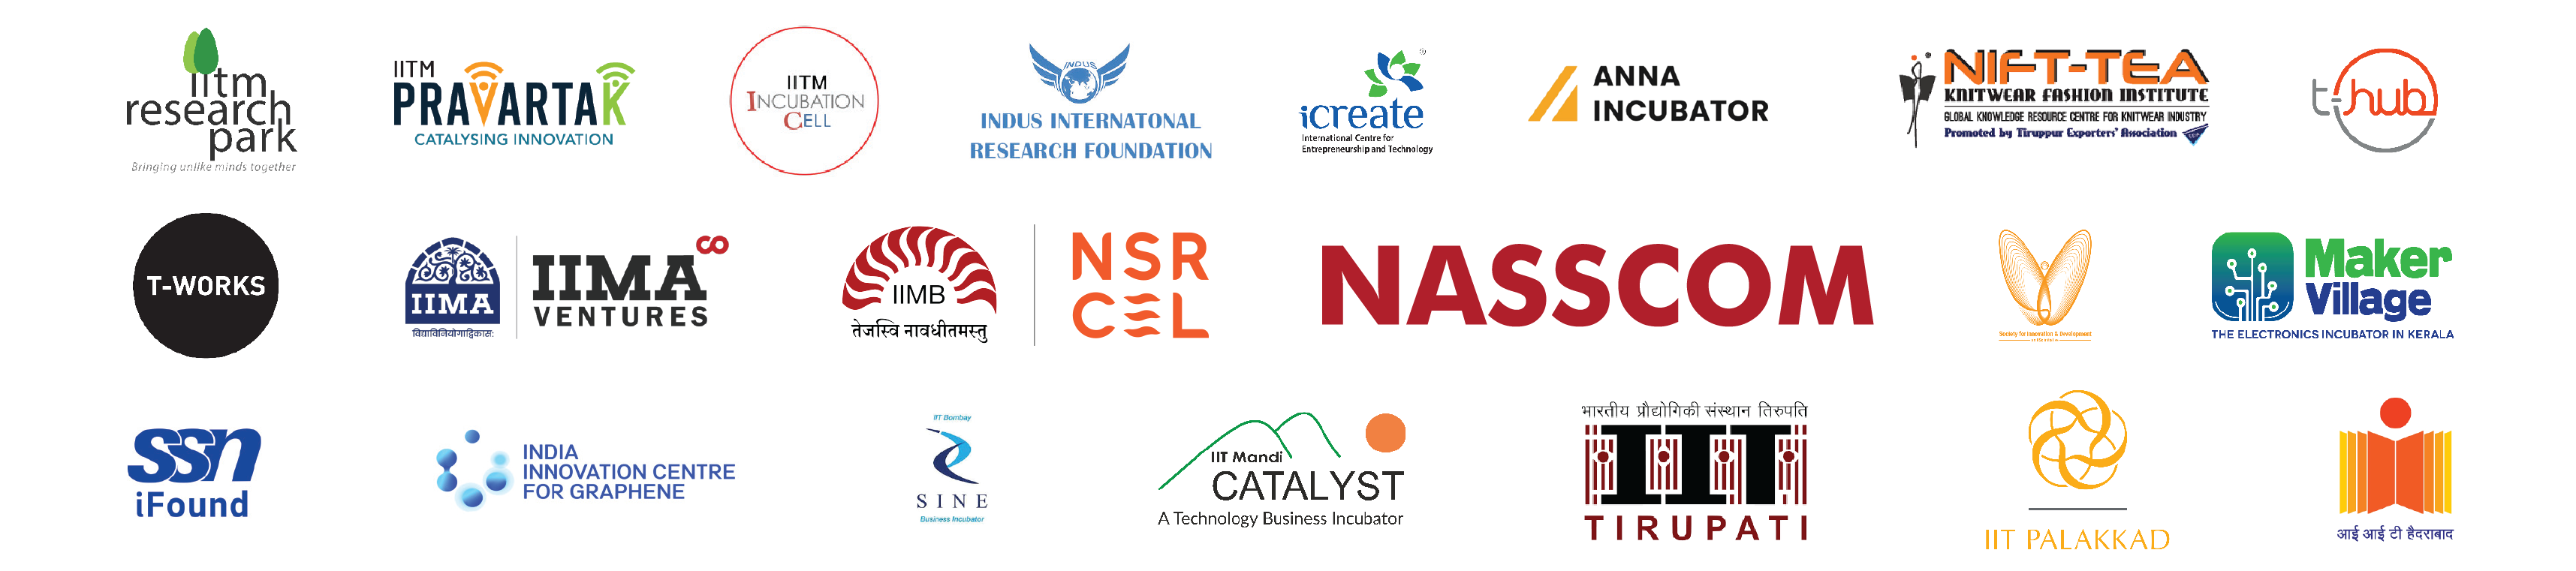 iitm
research
park
Bringing unlike minds together
IITM
PRAVARTAK
CATALYSING INNOVATION
IITM
INCUBATION
CELL
INDUS
INDUS INTERNATONAL
RESEARCH FOUNDATION
®
icreate
International Centre for
Entrepreneurship and Technology
ANNA
INCUBATOR
NIFT-TEA
KNITWEAR FASHION INSTITUTE
GLOBAL KNOWLEDGE RESOURCE CENTRE FOR KNITWEAR INDUSTRY
Promoted by Tiruppur Exporters' Association
t-hub
T-WORKS
IIMA
विद्याविनियोगाद्विकासः
IIMA
VENTURES
IIMB
तेजस्वि नावधीतमस्तु
NSR
CEL
NASSCOM
Society for Innovation & Development
Maker
Village
THE ELECTRONICS INCUBATOR IN KERALA
ssn
iFound
INDIA
INNOVATION CENTRE
FOR GRAPHENE
IIT Bombay
SINE
Business Incubator
IIT Mandi
CATALYST
A Technology Business Incubator
भारतीय प्रौद्योगिकी संस्थान तिरुपति
IIT
TIRUPATI
IIT PALAKKAD
आई आई टी हैदराबाद